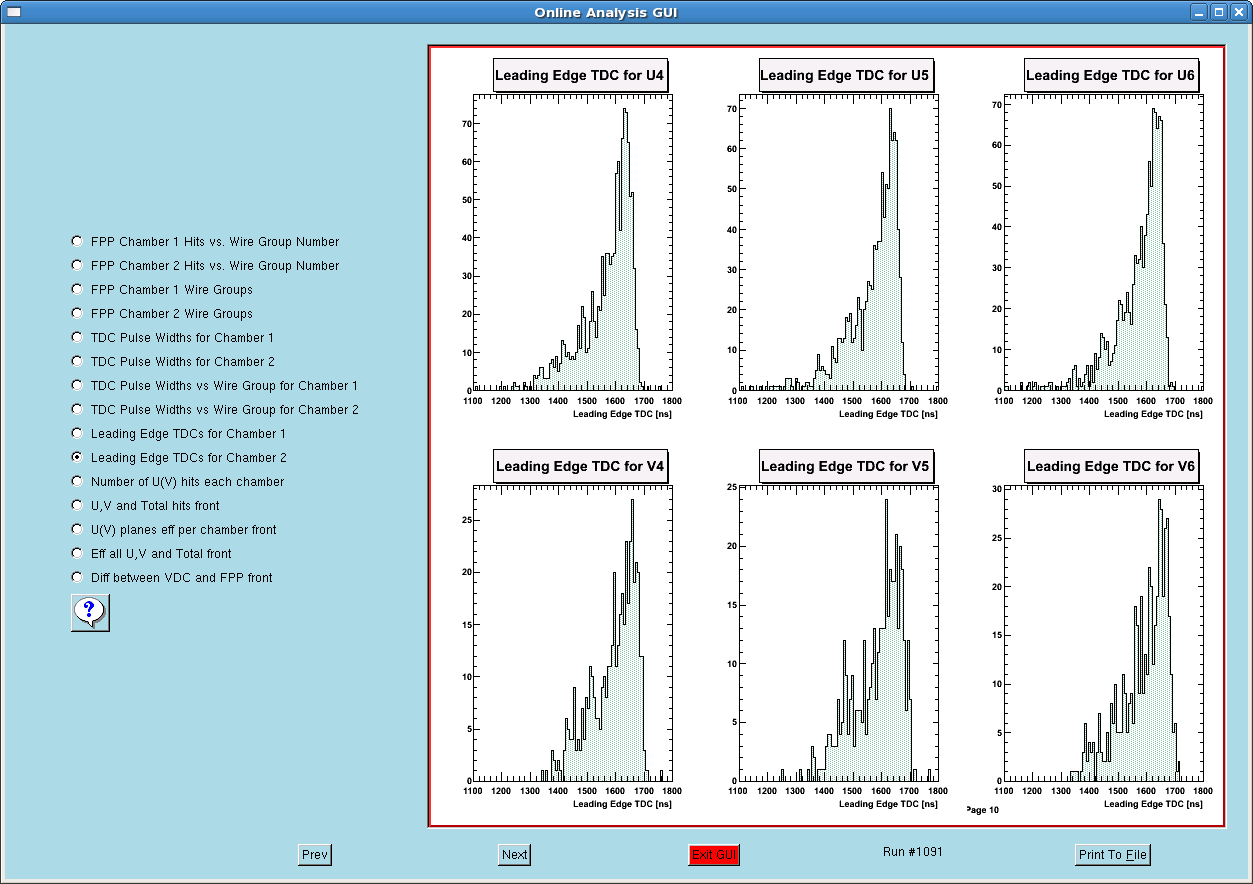 Online Analysis GUI
FPP Chamber 1 Hits vs. Wire Group Number
FPP Chamber 2 Hits vs. Wire Group Number
FPP Chamber 1 Wire Groups
FPP Chamber 2 Wire Groups
TDC Pulse Widths for Chamber 1
TDC Pulse Widths for Chamber 2
TDC Pulse Widths vs Wire Group for Chamber 1
TDC Pulse Widths vs Wire Group for Chamber 2
Leading Edge TDCs for Chamber 1
Leading Edge TDCs for Chamber 2
Number of U(V) hits each chamber
U,V and Total hits front
U(V) planes eff per chamber front
Eff all U,V and Total front
Diff between VDC and FPP front
?
Leading Edge TDC for U4
70
60
50
40
30
20
10
0
1100 1200 1300 1400 1500 1600 1700 1800
Leading Edge TDC [ns]
Leading Edge TDC for U5
70
60
50
40
30
20
10
0
1100 1200 1300 1400 1500 1600 1700 1800
Leading Edge TDC [ns]
Leading Edge TDC for U6
70
60
50
40
30
20
10
0
1100 1200 1300 1400 1500 1600 1700 1800
Leading Edge TDC [ns]
Leading Edge TDC for V4
25
20
15
10
5
0
1100 1200 1300 1400 1500 1600 1700 1800
Leading Edge TDC [ns]
Leading Edge TDC for V5
25
20
15
10
5
0
1100 1200 1300 1400 1500 1600 1700 1800
Leading Edge TDC [ns]
Leading Edge TDC for V6
30
25
20
15
10
5
0
1100 1200 1300 1400 1500 1600 1700 1800
Leading Edge TDC [ns]
Page 10
Prev
Next
Exit GUI
Run #1091
Print To File